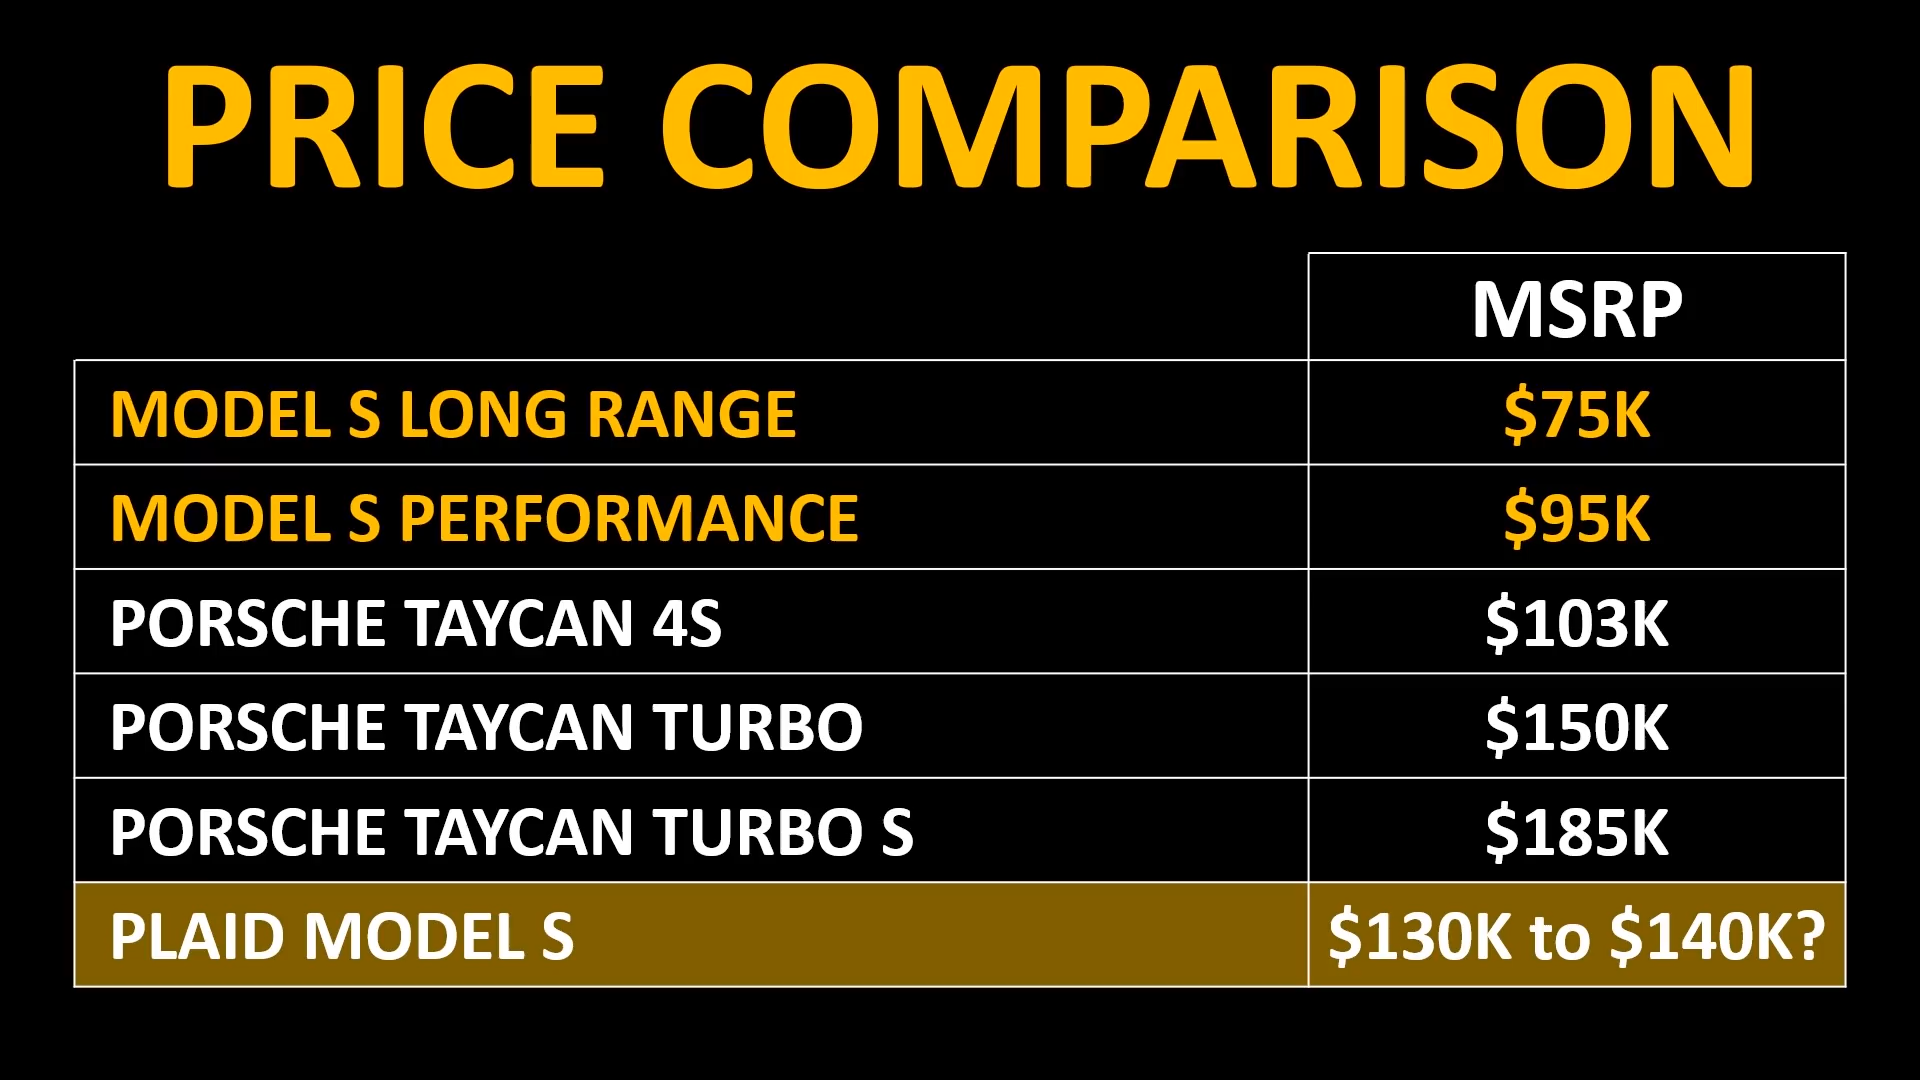 PRICE COMPARISON
MSRP
MODEL S LONG RANGE $75K
MODEL S PERFORMANCE $95K
PORSCHE TAYCAN 4S $103K
PORSCHE TAYCAN TURBO $150K
PORSCHE TAYCAN TURBO S $185K
PLAID MODEL S $130K to $140K?